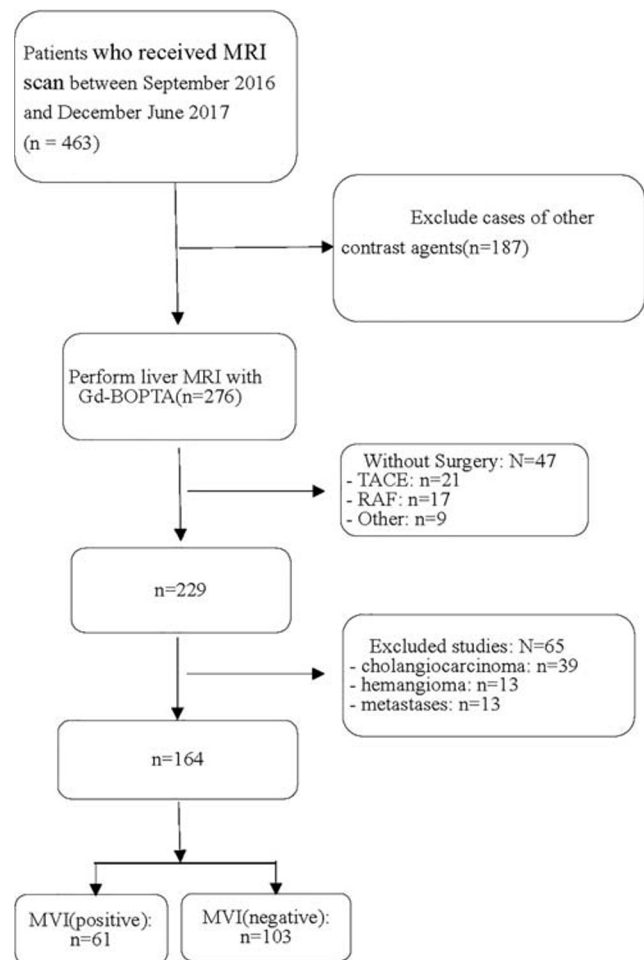 Patients who received MRI
scan between September 2016
and December June 2017
(n = 463)
Exclude cases of other
contrast agents(n=187)
Perform liver MRI with
Gd-BOPTA(n=276)
Without Surgery: N=47
- TACE: n=21
- RAF: n=17
- Other: n=9
n=229
Excluded studies: N=65
- cholangiocarcinoma: n=39
- hemangioma: n=13
- metastases: n=13
n=164
MVI(positive):
n=61
MVI(negative):
n=103